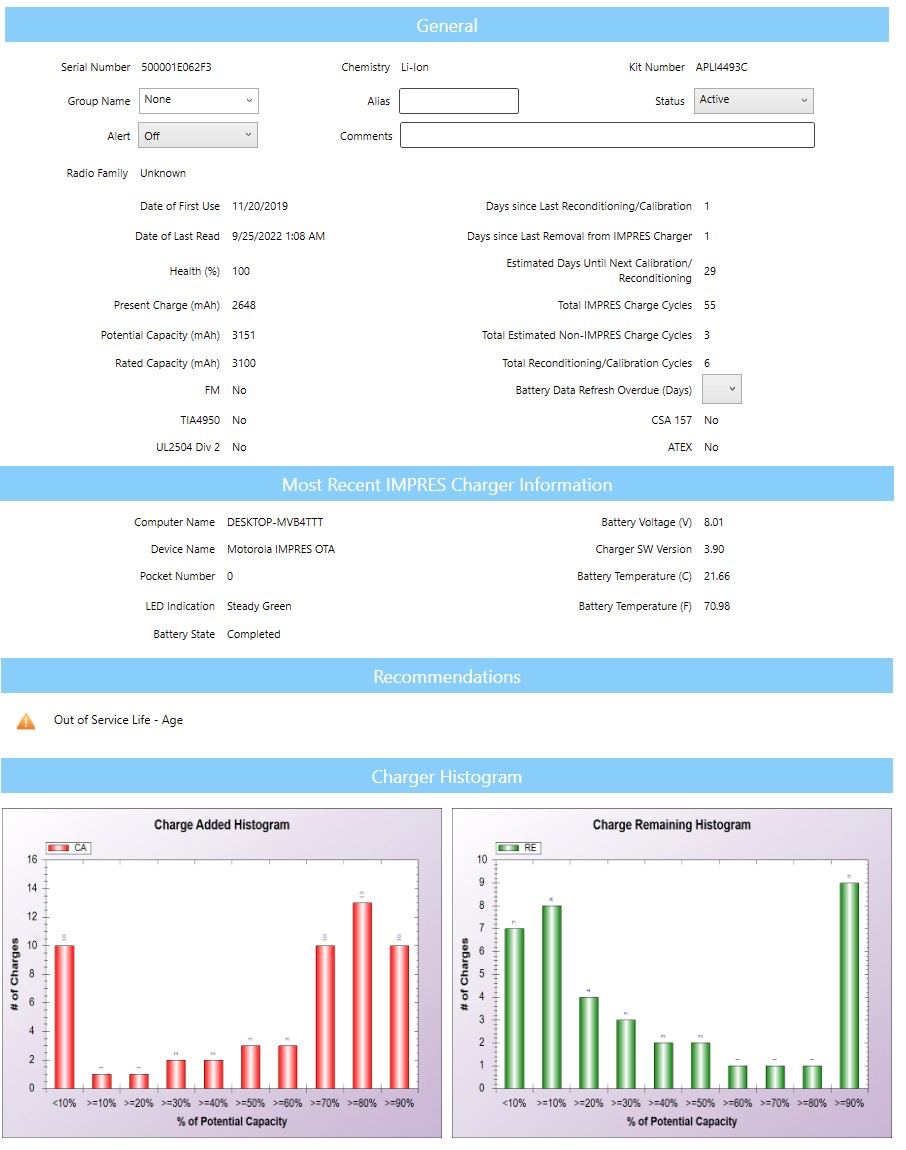 General
Serial Number 500001E062F3 Chemistry Li-Ion Kit Number APLI4493C
Group Name None Alias Status Active
Alert Off Comments
Radio Family Unknown
Date of First Use 11/20/2019 Days since Last Reconditioning/Calibration 1
Date of Last Read 9/25/2022 1:08 AM Days since Last Removal from IMPRES Charger 1
Health (%) 100 Estimated Days Until Next Calibration/
Reconditioning 29
Present Charge (mAh) 2648 Total IMPRES Charge Cycles 55
Potential Capacity (mAh) 3151 Total Estimated Non-IMPRES Charge Cycles 3
Rated Capacity (mAh) 3100 Total Reconditioning/Calibration Cycles 6
FM No Battery Data Refresh Overdue (Days)
TIA4950 No CSA 157 No
UL2504 Div 2 No ATEX No
Most Recent IMPRES Charger Information
Computer Name DESKTOP-MVB4TTT Battery Voltage (V) 8.01
Device Name Motorola IMPRES OTA Charger SW Version 3.90
Pocket Number 0 Battery Temperature (C) 21.66
LED Indication Steady Green Battery Temperature (F) 70.98
Battery State Completed
Recommendations
Out of Service Life - Age
Charger Histogram
Charge Added Histogram
CA
# of Charges
16
14
12
10
8
6
4
2
0
10 1 1 2 2 3 3 10 13 10
<10% >=10% >=20% >=30% >=40% >=50% >=60% >=70% >=80% >=90%
% of Potential Capacity
Charge Remaining Histogram
RE
# of Charges
10
9
8
7
6
5
4
3
2
1
0
7 8 4 3 2 2 1 1 1 9
<10% >=10% >=20% >=30% >=40% >=50% >=60% >=70% >=80% >=90%
% of Potential Capacity